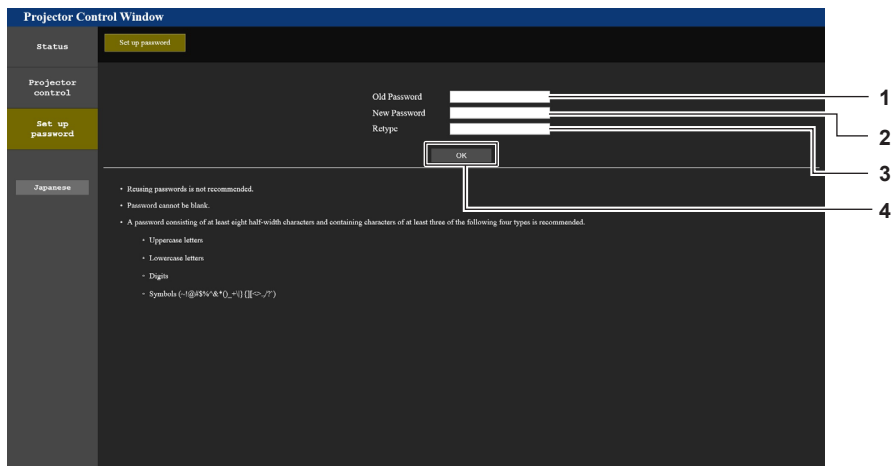 Projector Control Window
Status
Set up password
Projector
control
Set up
password
Japanese
Old Password
New Password
Retype
OK
1
2
3
4
• Reusing passwords is not recommended.
• Password cannot be blank.
• A password consisting of at least eight half-width characters and containing characters of at least three of the following four types is recommended.
• Uppercase letters
• Lowercase letters
• Digits
• Symbols (~!@#$%^&*()_+\|}{][<>.,/?')